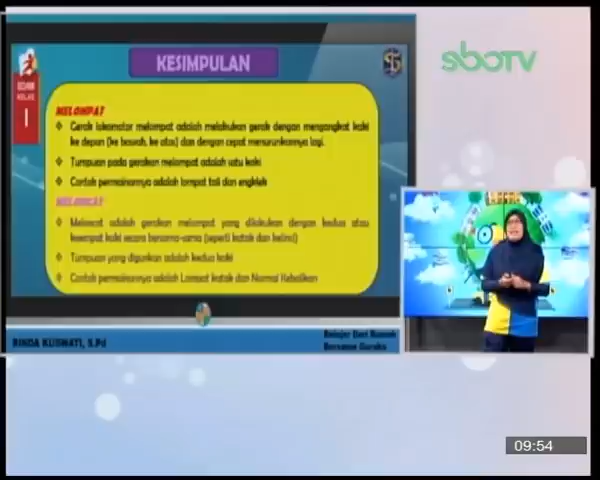 sboTV
KESIMPULAN
KELAS
I
MELOMPAT
Gerak lokomotor melompat adalah melakukan gerak dengan mengangkat kaki
ke depan (ke bawah, ke atas) dan dengan cepat menurunkannya lagi.
Tumpuan pada gerakan melompat adalah satu kaki
Contoh permainannya adalah lompat tali dan engklek
MELONCAT
Meloncat adalah gerakan melompat yang dilakukan dengan kedua atau
keempat kaki secara bersama-sama (seperti katak dan kelinci)
Tumpuan yang digunkan adalah kedua kaki
Contoh permainannya adalah Lompat katak dan Kebalikan
KUSWATI, S.Pd
Belajar Dari Rumah
Bersama Guruku
09:54